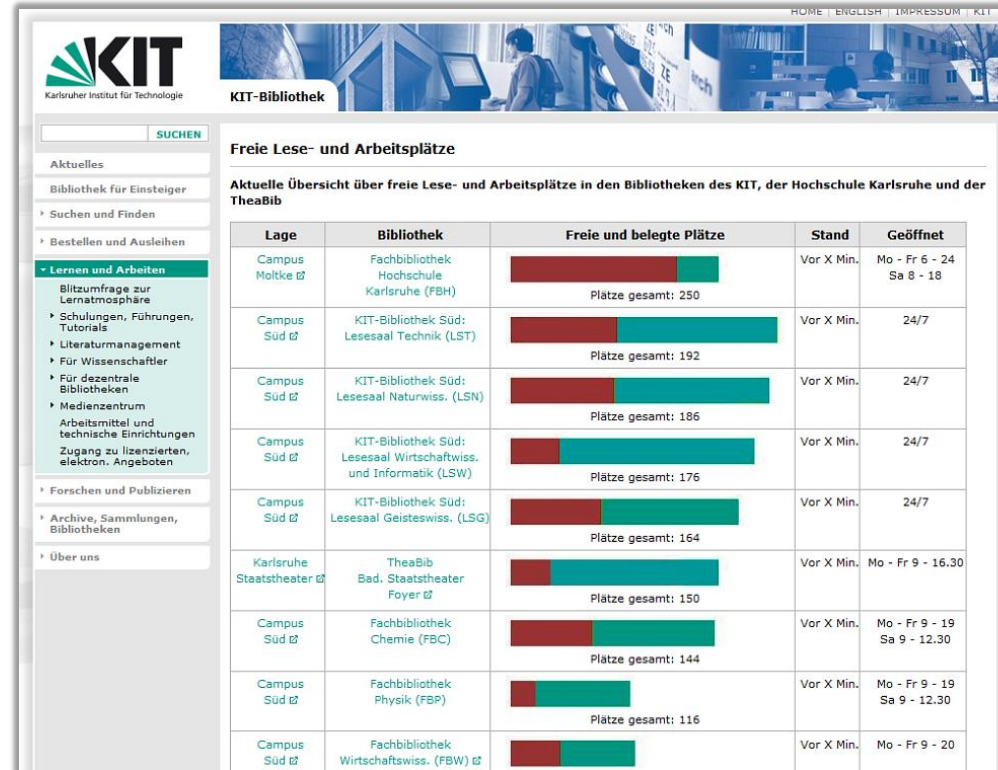 HOME | ENGLISH | IMPRESSUM | KIT
KIT
Karlsruher Institut für Technologie
KIT-Bibliothek
SUCHEN
Aktuelles
Bibliothek für Einsteiger
Suchen und Finden
Bestellen und Ausleihen
Lernen und Arbeiten
Blitzumfrage zur
Lernatmosphäre
Schulungen, Führungen,
Tutorials
Literaturmanagement
Für Wissenschaftler
Für dezentrale
Bibliotheken
Medienzentrum
Arbeitsmittel und
technische Einrichtungen
Zugang zu lizenzierten,
elektron. Angeboten
Forschen und Publizieren
Archive, Sammlungen,
Bibliotheken
Über uns
Freie Lese- und Arbeitsplätze
Aktuelle Übersicht über freie Lese- und Arbeitsplätze in den Bibliotheken des KIT, der Hochschule Karlsruhe und der
TheaBib
Lage Bibliothek Freie und belegte Plätze Stand Geöffnet
Campus Fachbibliothek Vor X Min. Mo - Fr 6 - 24
Moltke Hochschule Sa 8 - 18
Karlsruhe (FBH) Plätze gesamt: 250
Campus KIT-Bibliothek Süd: Vor X Min. 24/7
Süd Lesesaal Technik (LST)
Plätze gesamt: 192
Campus KIT-Bibliothek Süd: Vor X Min. 24/7
Süd Lesesaal Naturwiss. (LSN)
Plätze gesamt: 186
Campus KIT-Bibliothek Süd: Vor X Min. 24/7
Süd Lesesaal Wirtschaftwiss.
und Informatik (LSW) Plätze gesamt: 176
Campus KIT-Bibliothek Süd: Vor X Min. 24/7
Süd Lesesaal Geisteswiss. (LSG)
Plätze gesamt: 164
Karlsruhe TheaBib Vor X Min. Mo - Fr 9 - 16.30
Staatstheater Bad. Staatstheater
Foyer Plätze gesamt: 150
Campus Fachbibliothek Vor X Min. Mo - Fr 9 - 19
Süd Chemie (FBC) Sa 9 - 12.30
Plätze gesamt: 144
Campus Fachbibliothek Vor X Min. Mo - Fr 9 - 19
Süd Physik (FBP) Sa 9 - 12.30
Plätze gesamt: 116
Campus Fachbibliothek Vor X Min. Mo - Fr 9 - 20
Süd Wirtschaftswiss. (FBW)